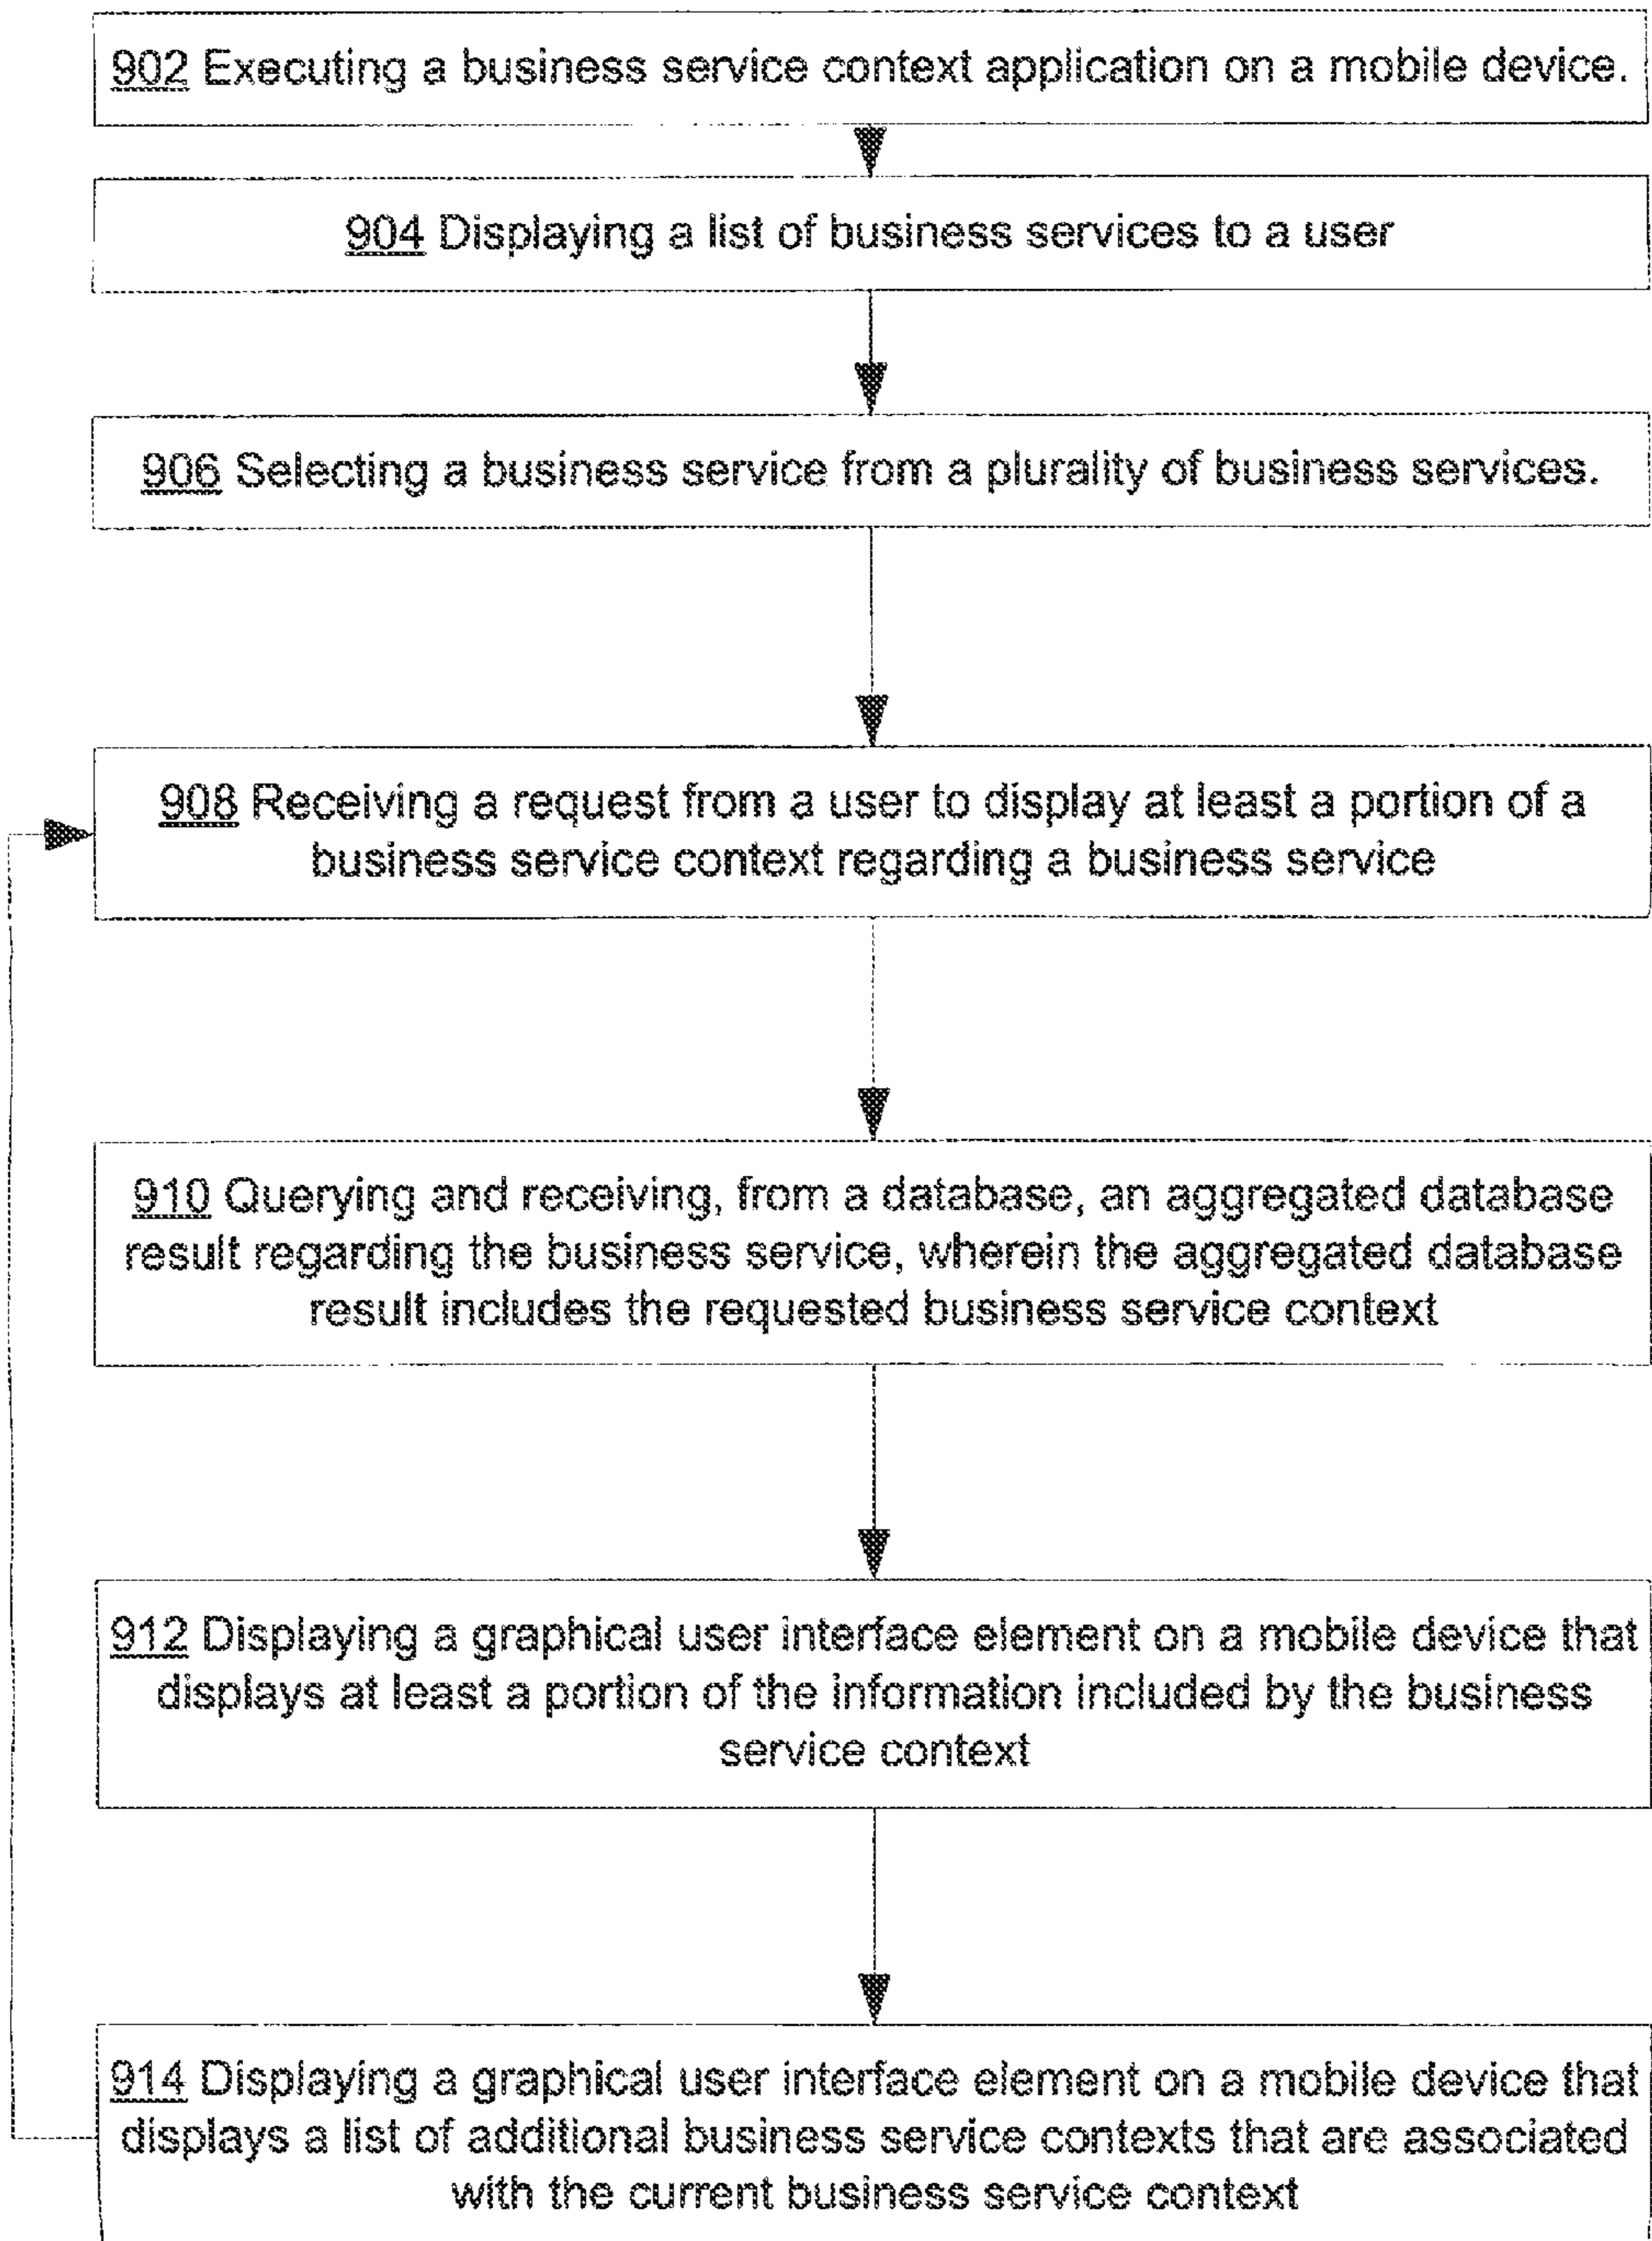 902 Executing a business service context application on a mobile device.
904 Displaying a list of business services to a user
906 Selecting a business service from a plurality of business services.
908 Receiving a request from a user to display at least a portion of a
business service context regarding a business service
910 Querying and receiving, from a database, an aggregated database
result regarding the business service, wherein the aggregated database
result includes the requested business service context
912 Displaying a graphical user interface element on a mobile device that
displays at least a portion of the information included by the business
service context
914 Displaying a graphical user interface element on a mobile device that
displays a list of additional business service contexts that are associated
with the current business service context